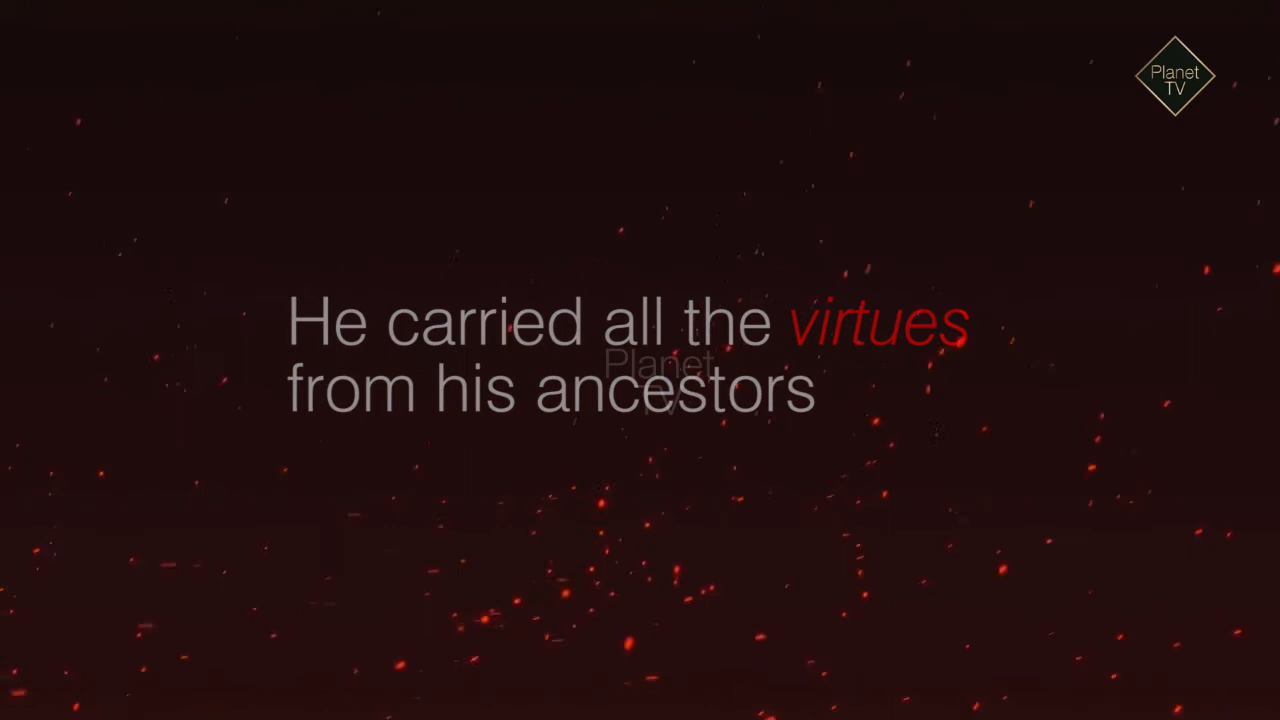 Planet
TV
He carried all the virtues
Planet
TV
from his ancestors